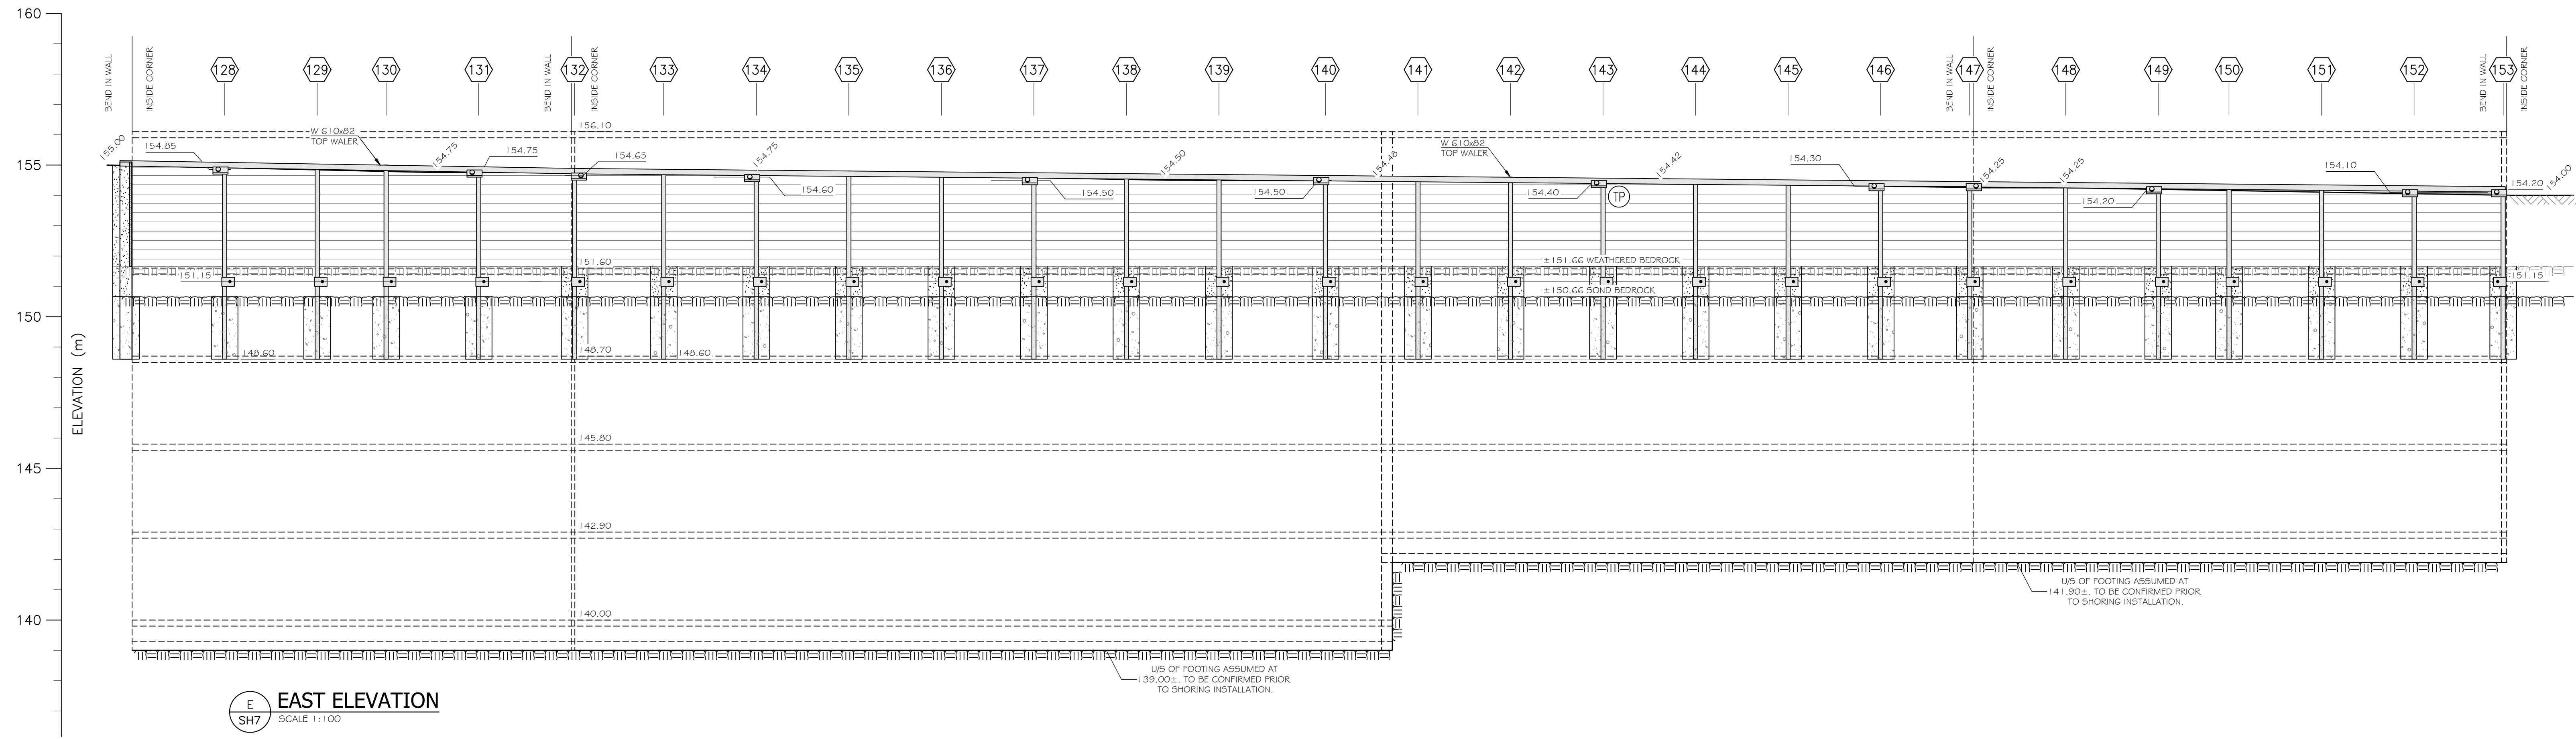 160
155
150
145
140
ELEVATION (m)
BEND IN WALL
INSIDE CORNER
128
129
130
131
BEND IN WALL
132
INSIDE CORNER
133
134
135
136
137
138
139
140
141
142
143
144
145
146
BEND IN WALL
147
INSIDE CORNER
148
149
150
151
152
BEND IN WALL
153
INSIDE CORNER
156.10
W 610x82
TOP WALER
155.00
154.85
154.75
154.75
154.65
154.75
154.60
154.50
154.50
154.50
154.48
W 610x82
TOP WALER
154.40
TP
154.42
154.30
154.25
154.25
154.20
154.10
154.20
154.00
151.15
151.60
±151.66 WEATHERED BEDROCK
±150.66 SOND BEDROCK
151.15
148.60
148.70
148.60
145.80
142.90
140.00
U/S OF FOOTING ASSUMED AT
141.90±. TO BE CONFIRMED PRIOR
TO SHORING INSTALLATION.
U/S OF FOOTING ASSUMED AT
139.00±. TO BE CONFIRMED PRIOR
TO SHORING INSTALLATION.
E
SH7
EAST ELEVATION
SCALE 1:100